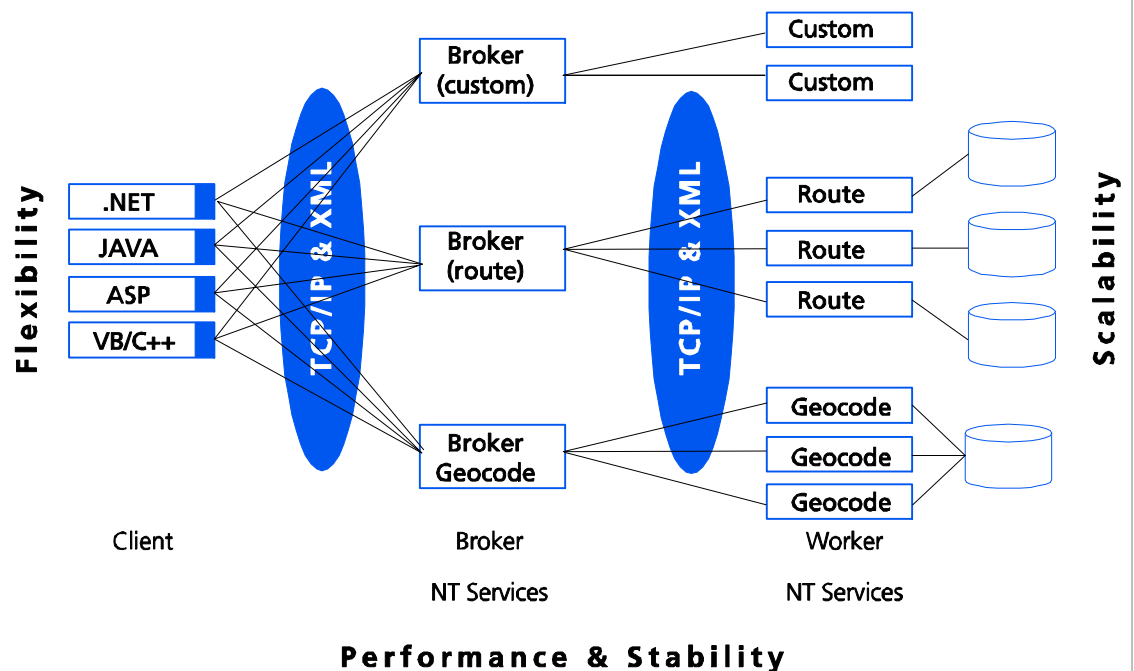 Flexibility
.NET
JAVA
ASP
VB/C++
Client
TCP/IP & XML
Broker
(custom)
Broker
(route)
Broker
Geocode
Broker
NT Services
TCP/IP & XML
Custom
Custom
Route
Route
Route
Geocode
Geocode
Geocode
Worker
NT Services
Scalability
Performance & Stability